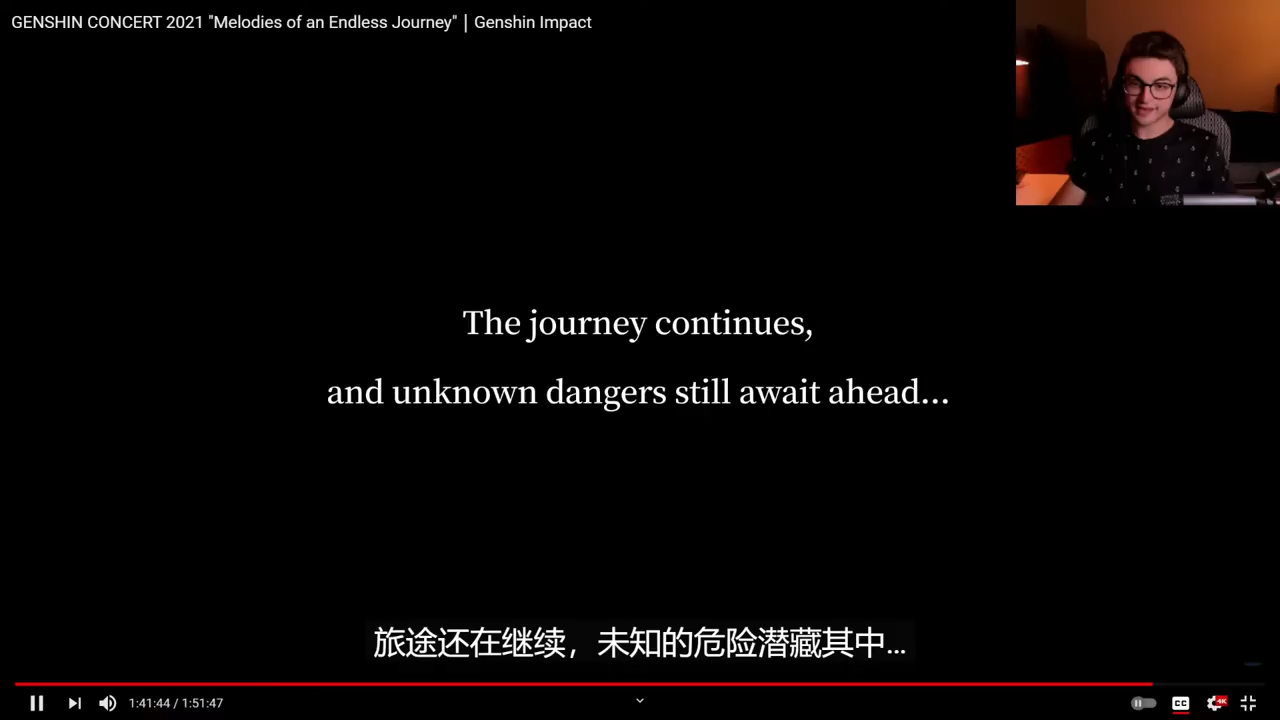 GENSHIN CONCERT 2021 "Melodies of an Endless Journey" | Genshin Impact
The journey continues,
and unknown dangers still await ahead...
旅途还在继续，未知的危险潜藏其中...
1:41:44 / 1:51:47
CC
4K